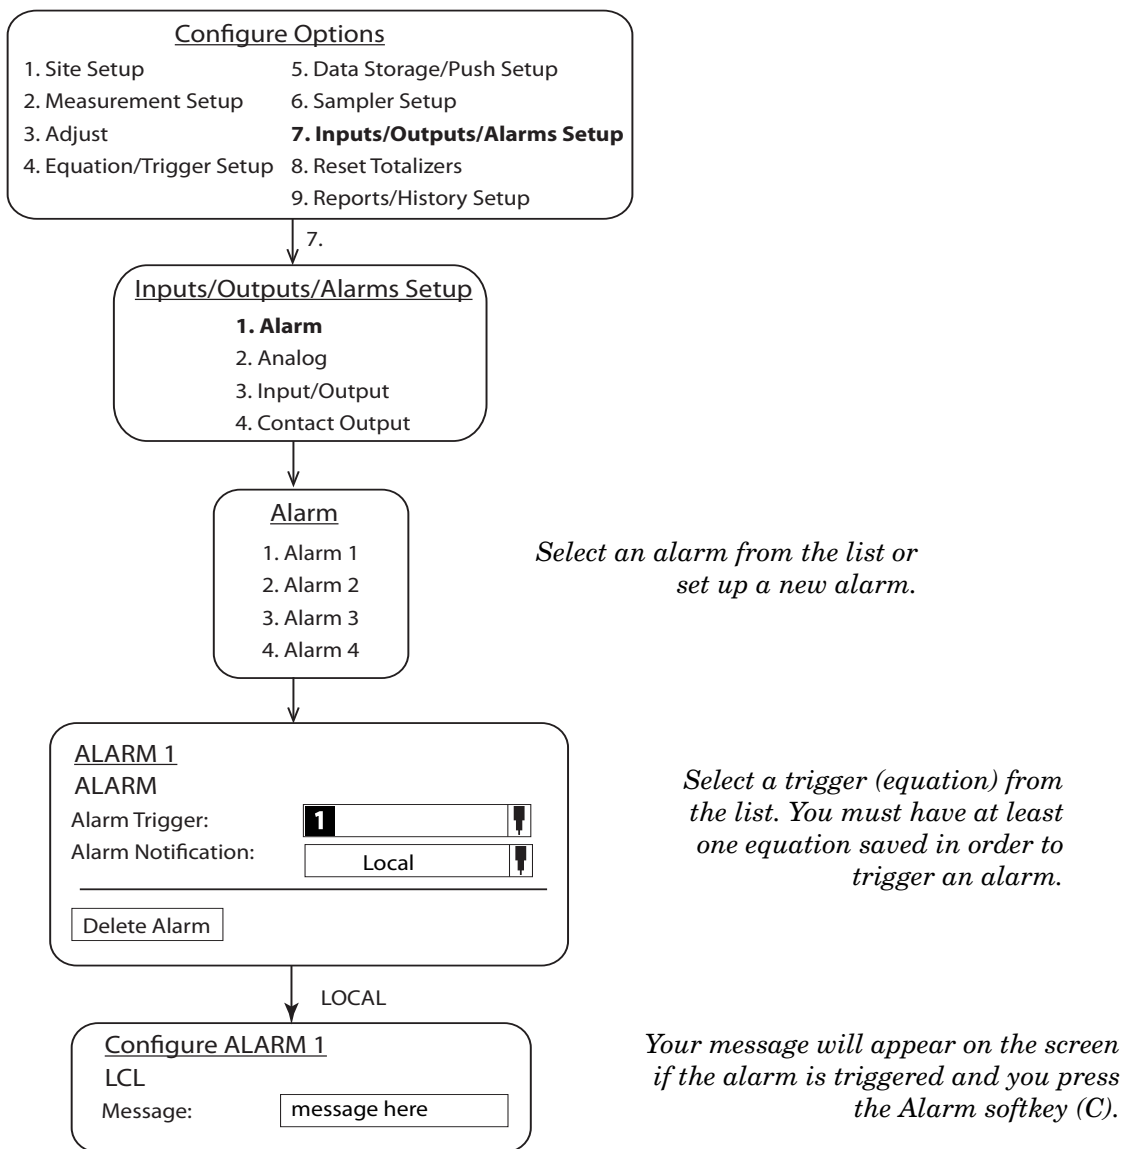 Configure Options
1. Site Setup
2. Measurement Setup
3. Adjust
4. Equation/Trigger Setup
5. Data Storage/Push Setup
6. Sampler Setup
7. Inputs/Outputs/Alarms Setup
8. Reset Totalizers
9. Reports/History Setup
7.
Inputs/Outputs/Alarms Setup
1. Alarm
2. Analog
3. Input/Output
4. Contact Output
Alarm
1. Alarm 1
2. Alarm 2
3. Alarm 3
4. Alarm 4
Select an alarm from the list or
set up a new alarm.
ALARM 1
ALARM
Alarm Trigger:
1
Alarm Notification:
Local
Delete Alarm
Select a trigger (equation) from
the list. You must have at least
one equation saved in order to
trigger an alarm.
LOCAL
Configure ALARM 1
LCL
Message:
message here
Your message will appear on the screen
if the alarm is triggered and you press
the Alarm softkey (C).